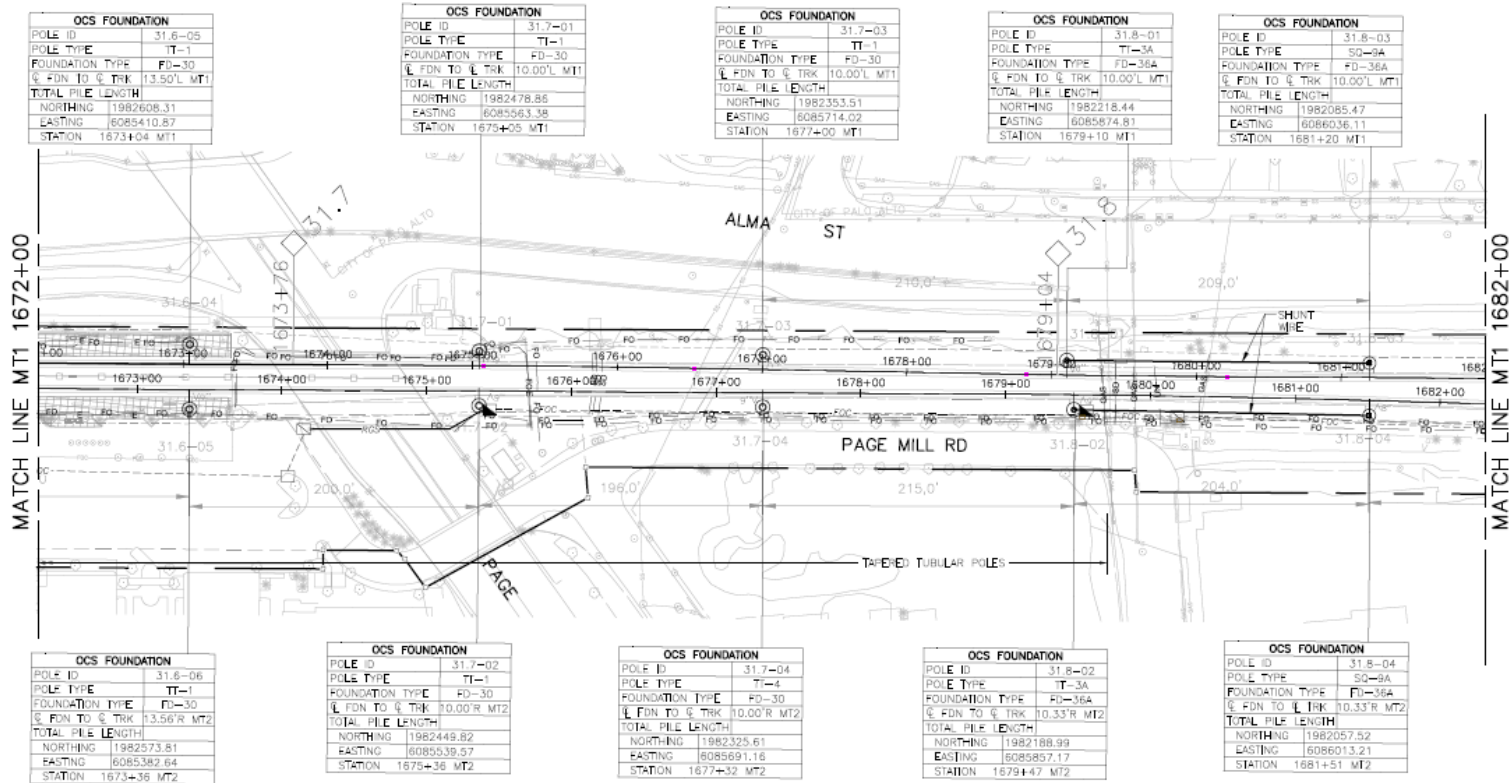 OCS FOUNDATION
POLE ID 31.6-05
POLE TYPE TT-1
FOUNDATION TYPE FD-30
℄ FDN TO ℄ TRK 13.50'L MT1
TOTAL PILE LENGTH
NORTHING 1982608.31
EASTING 6085410.87
STATION 1673+04 MT1
OCS FOUNDATION
POLE ID 31.7-01
POLE TYPE TT-1
FOUNDATION TYPE FD-30
℄ FDN TO ℄ TRK 10.00'L MT1
TOTAL PILE LENGTH
NORTHING 1982478.86
EASTING 6085563.38
STATION 1675+05 MT1
OCS FOUNDATION
POLE ID 31.7-03
POLE TYPE TT-1
FOUNDATION TYPE FD-30
℄ FDN TO ℄ TRK 10.00'L MT1
TOTAL PILE LENGTH
NORTHING 1982353.51
EASTING 6085714.02
STATION 1677+00 MT1
OCS FOUNDATION
POLE ID 31.8-01
POLE TYPE TT-3A
FOUNDATION TYPE FD-36A
℄ FDN TO ℄ TRK 10.00'L MT1
TOTAL PILE LENGTH
NORTHING 1982218.44
EASTING 6085874.81
STATION 1679+10 MT1
OCS FOUNDATION
POLE ID 31.8-03
POLE TYPE SQ-9A
FOUNDATION TYPE FD-36A
℄ FDN TO ℄ TRK 10.00'L MT1
TOTAL PILE LENGTH
NORTHING 1982085.47
EASTING 6086036.11
STATION 1681+20 MT1
MATCH LINE MT1 1672+00
MATCH LINE MT1 1682+00
31.7
31.8
CITY OF PALO ALTO
ALMA ST
CITY OF PALO ALTO
673+76
679+04
210.0'
209.0'
31.6-04
31.7-01
31.7-03
SHUNT WIRE
1673+00
1674+00
1676+00
1678+00
1680+00
1681+00
1673+00
1674+00
1675+00
1676+00
1677+00
1678+00
1679+00
1680+00
1681+00
1682+00
31.6-05
RGS
31.7-04
PAGE MILL RD
31.8-02
31.8-04
200.0'
196.0'
215.0'
204.0'
TAPERED TUBULAR POLES
PAGE
OCS FOUNDATION
POLE ID 31.6-06
POLE TYPE TT-1
FOUNDATION TYPE FD-30
℄ FDN TO ℄ TRK 13.56'R MT2
TOTAL PILE LENGTH
NORTHING 1982573.81
EASTING 6085382.64
STATION 1673+36 MT2
OCS FOUNDATION
POLE ID 31.7-02
POLE TYPE TT-1
FOUNDATION TYPE FD-30
℄ FDN TO ℄ TRK 10.00'R MT2
TOTAL PILE LENGTH
NORTHING 1982449.82
EASTING 6085539.57
STATION 1675+36 MT2
OCS FOUNDATION
POLE ID 31.7-04
POLE TYPE TT-4
FOUNDATION TYPE FD-30
℄ FDN TO ℄ TRK 10.00'R MT2
TOTAL PILE LENGTH
NORTHING 1982325.61
EASTING 6085691.16
STATION 1677+32 MT2
OCS FOUNDATION
POLE ID 31.8-02
POLE TYPE TT-3A
FOUNDATION TYPE FD-36A
℄ FDN TO ℄ TRK 10.33'R MT2
TOTAL PILE LENGTH
NORTHING 1982188.99
EASTING 6085857.17
STATION 1679+47 MT2
OCS FOUNDATION
POLE ID 31.8-04
POLE TYPE SQ-9A
FOUNDATION TYPE FD-36A
℄ FDN TO ℄ TRK 10.33'R MT2
TOTAL PILE LENGTH
NORTHING 1982057.52
EASTING 6086013.21
STATION 1681+51 MT2